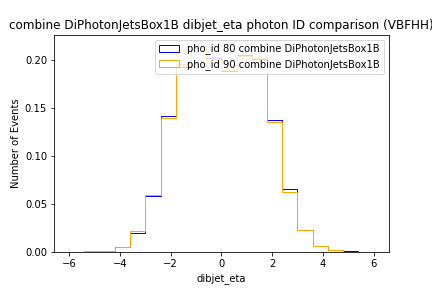 combine DiPhotonJetsBox1B dibjet_eta photon ID comparison (VBFHH)
pho_id 80 combine DiPhotonJetsBox1B
pho_id 90 combine DiPhotonJetsBox1B
Number of Events
0.20
0.15
0.10
0.05
0.00
−6 −4 −2 0 2 4 6
dibjet_eta